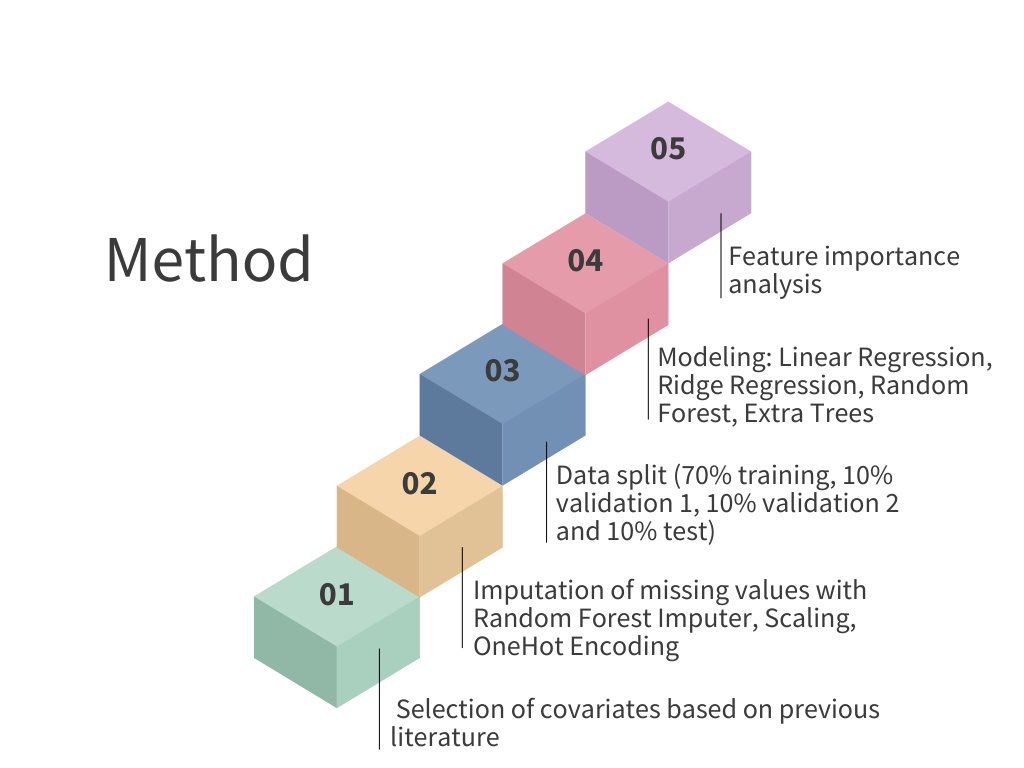 Method
05
Feature importance
analysis
04
Modeling: Linear Regression,
Ridge Regression, Random
Forest, Extra Trees
03
Data split (70% training, 10%
validation 1, 10% validation 2
and 10% test)
02
Imputation of missing values with
Random Forest Imputer, Scaling,
OneHot Encoding
01
Selection of covariates based on previous
literature